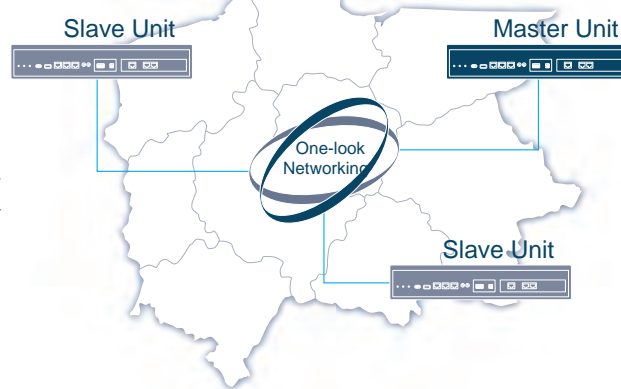 Slave Unit
Master Unit
One-look
Networking
Slave Unit